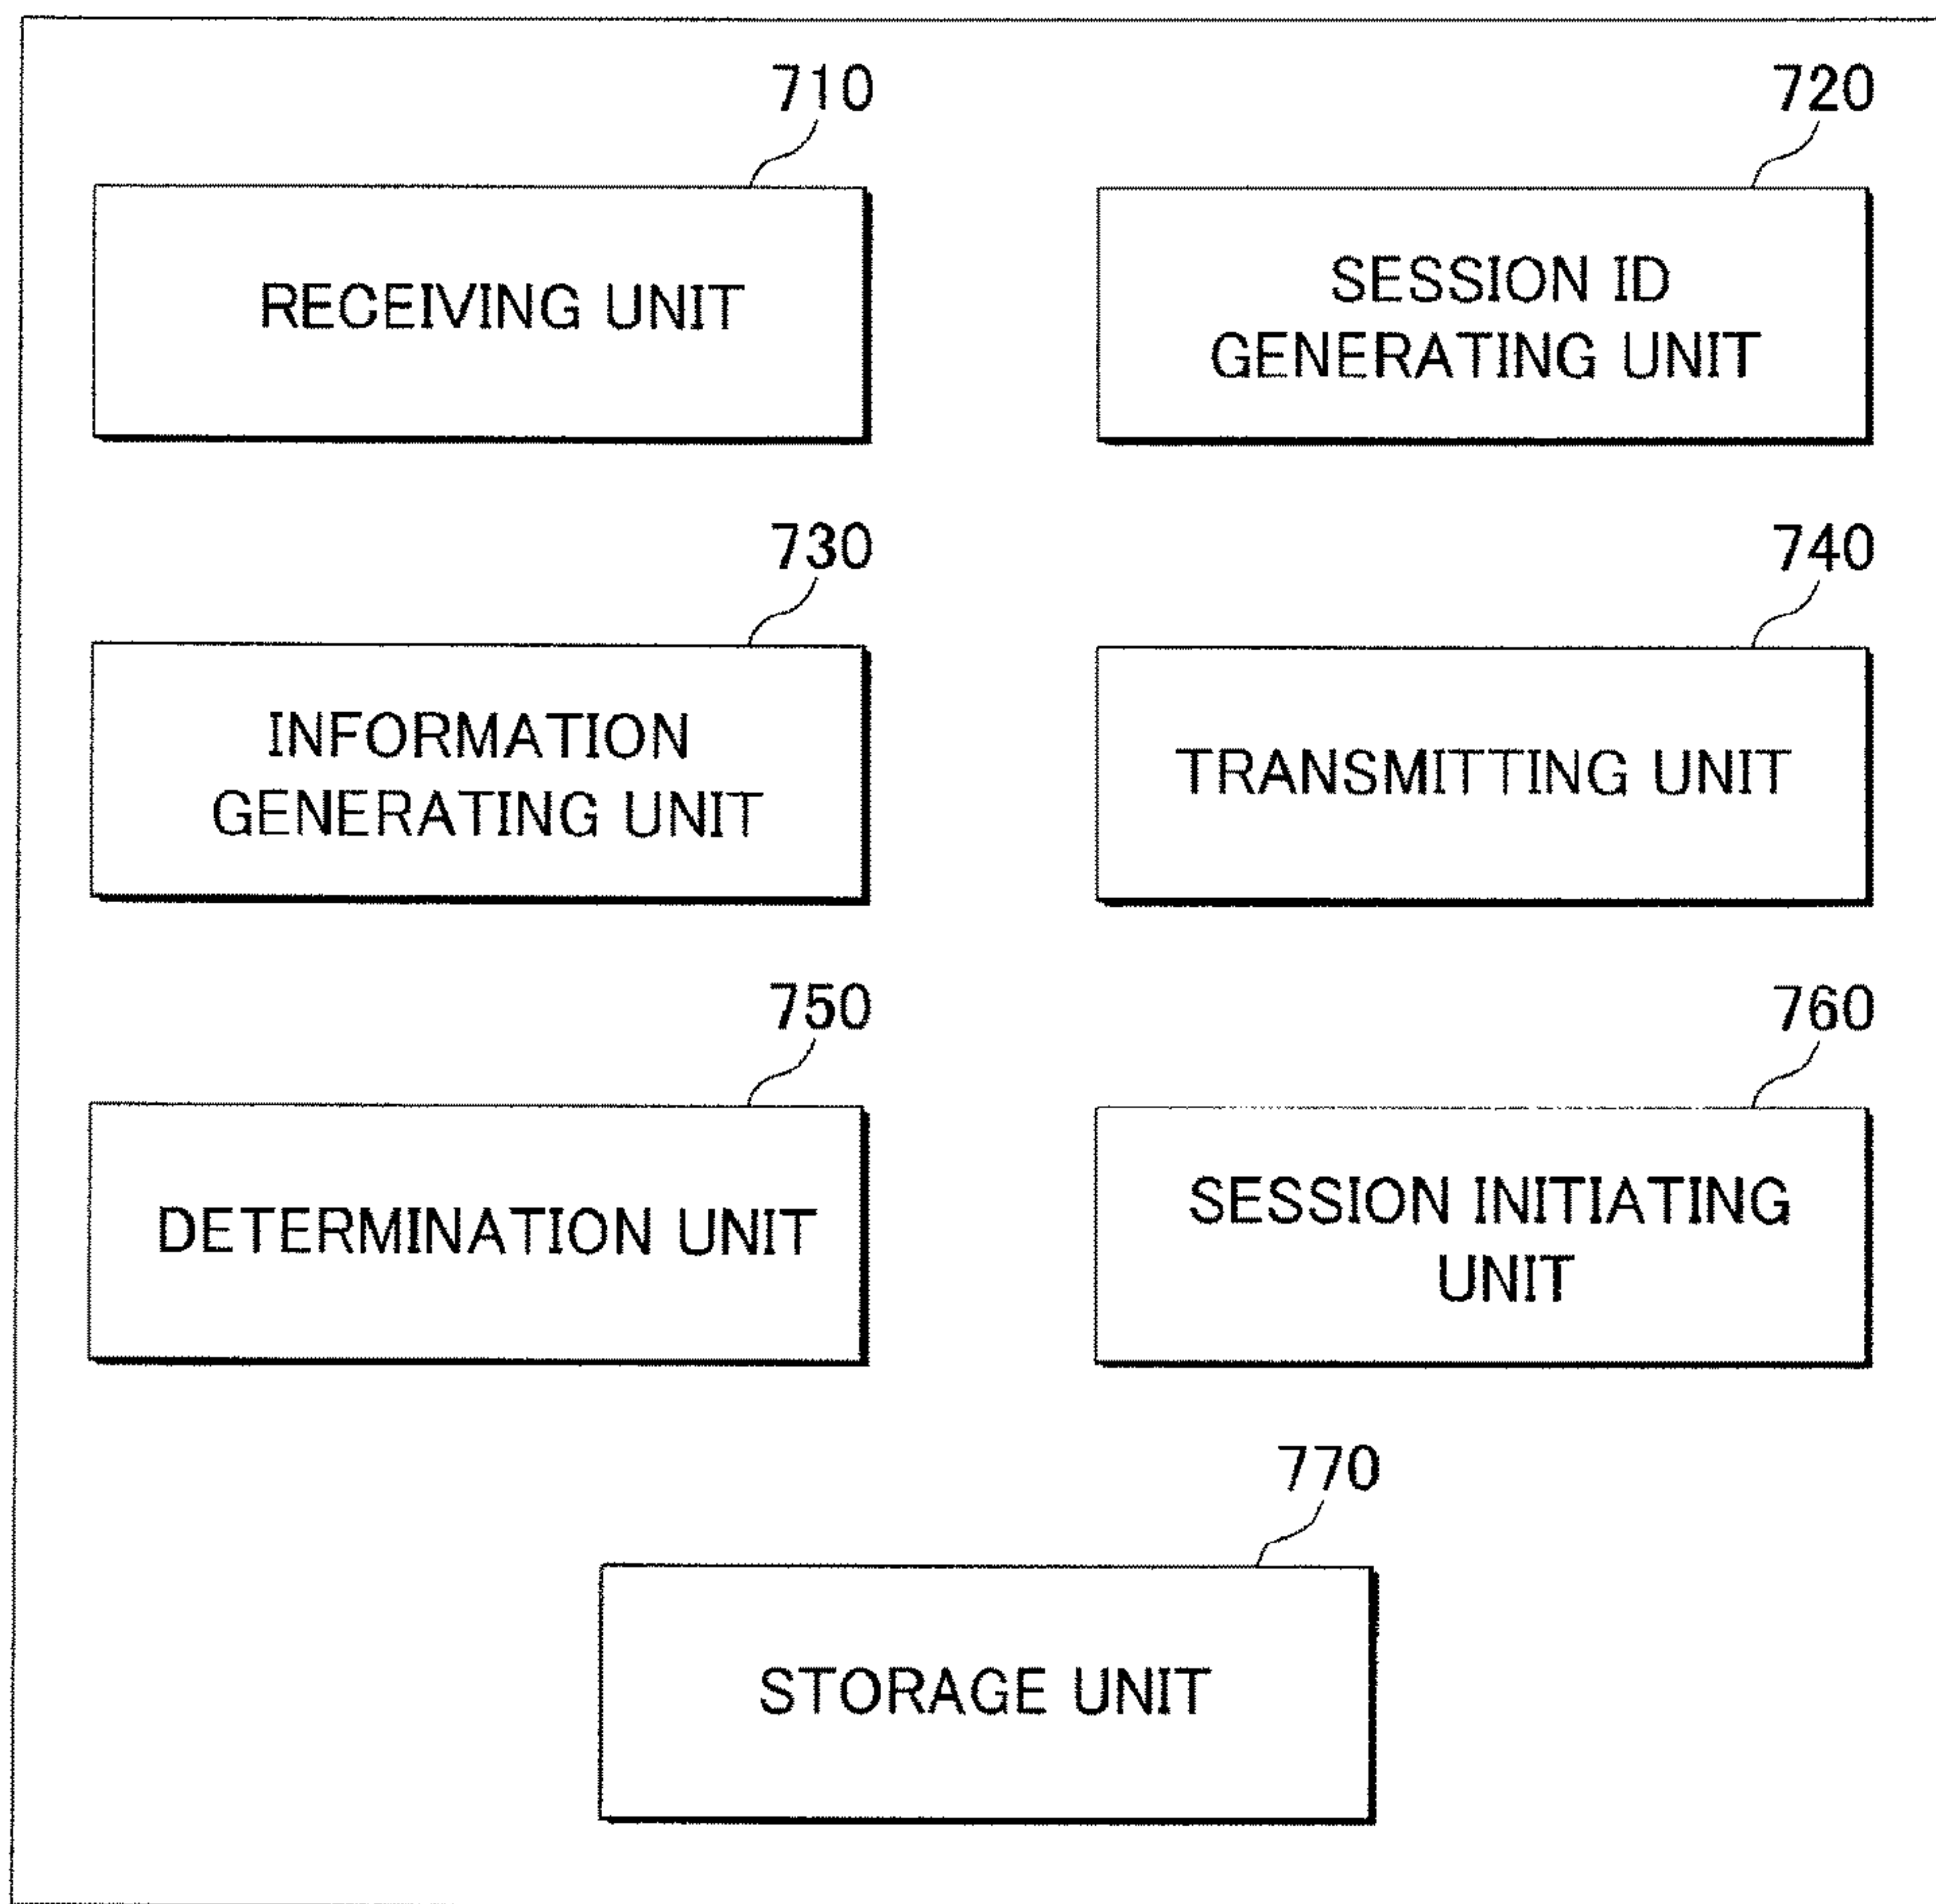 710
RECEIVING UNIT
720
SESSION ID
GENERATING UNIT
730
INFORMATION
GENERATING UNIT
740
TRANSMITTING UNIT
750
DETERMINATION UNIT
760
SESSION INITIATING
UNIT
770
STORAGE UNIT